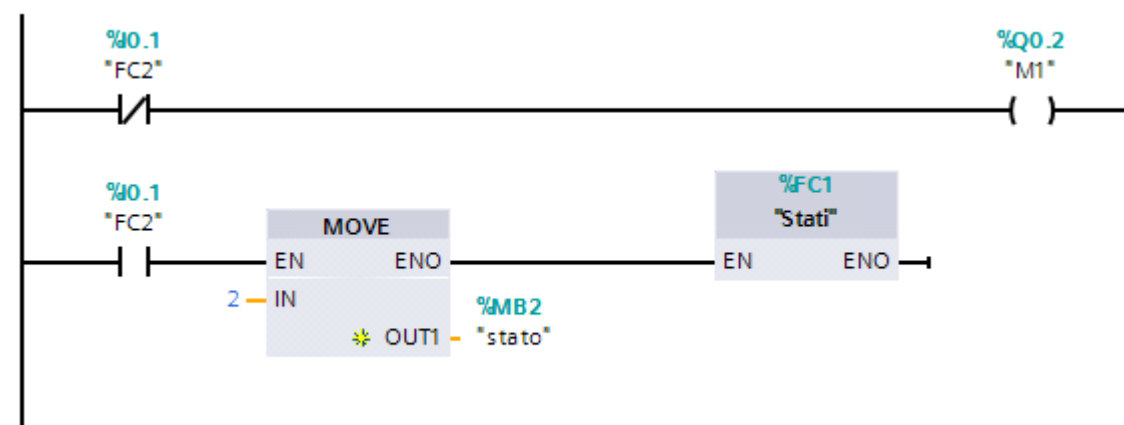 %I0.1
"FC2"
%Q0.2
"M1"
%I0.1
"FC2"
MOVE
EN ENO
2 IN
OUT1
%MB2
"stato"
%FC1
"Stati"
EN ENO